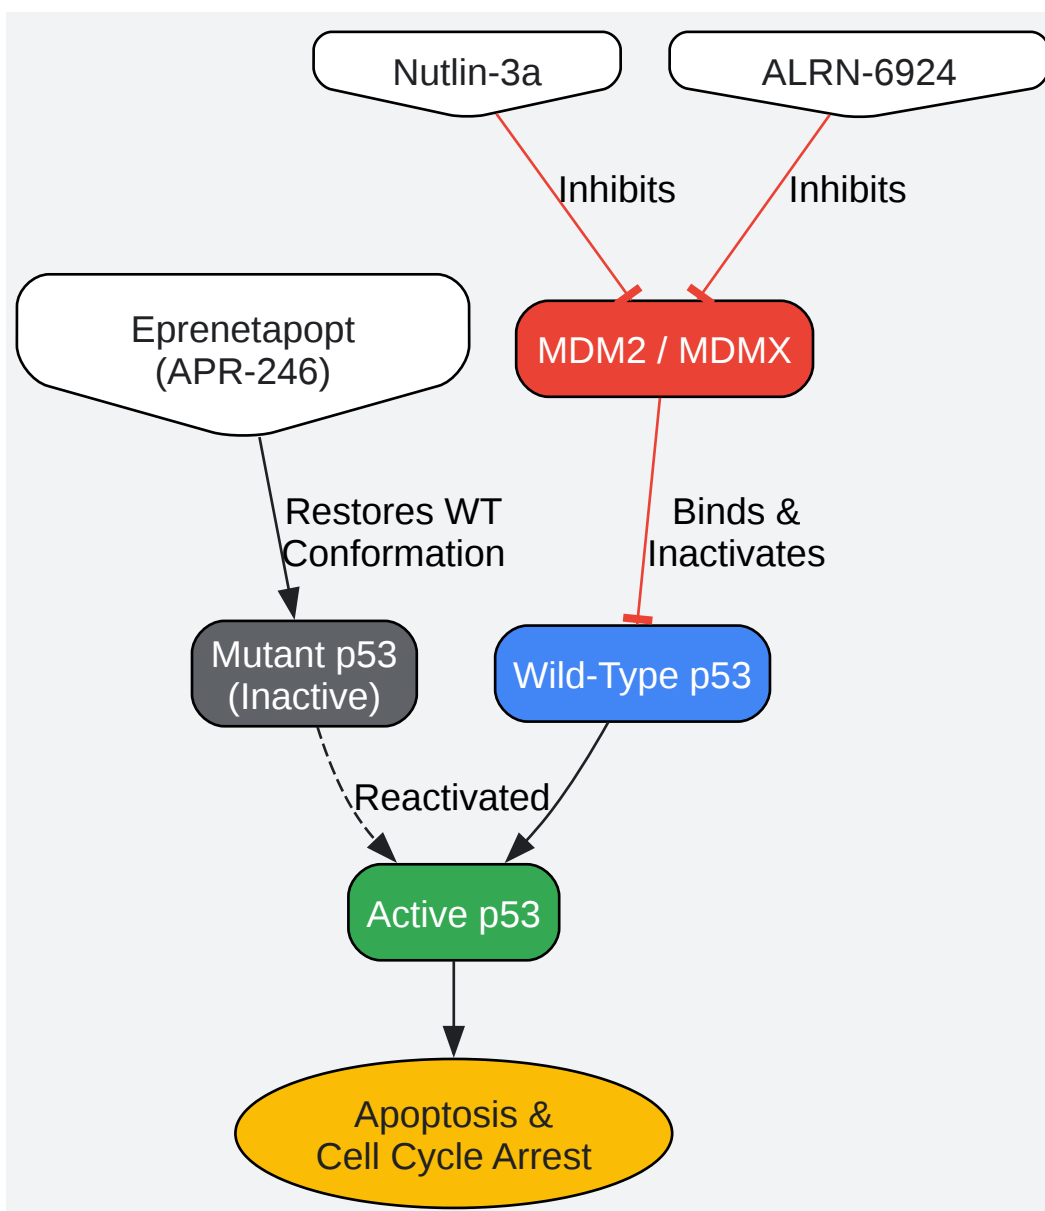 Nutlin-3a
ALRN-6924
Inhibits
Inhibits
Eprenetapopt
(APR-246)
MDM2 / MDMX
Restores WT
Conformation
Binds &
Inactivates
Mutant p53
(Inactive)
Wild-Type p53
Reactivated
Active p53
Apoptosis &
Cell Cycle Arrest